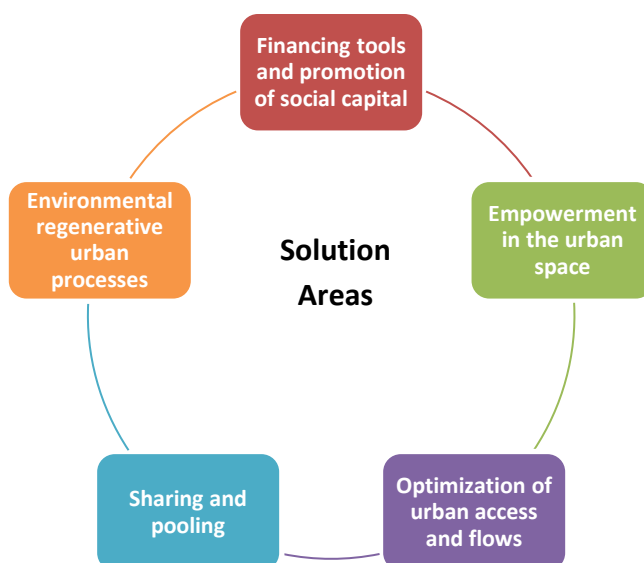 Financing tools
and promotion
of social capital
Environmental
regenerative
urban
processes
Empowerment
in the urban
space
Solution
Areas
Sharing and
pooling
Optimization of
urban access
and flows